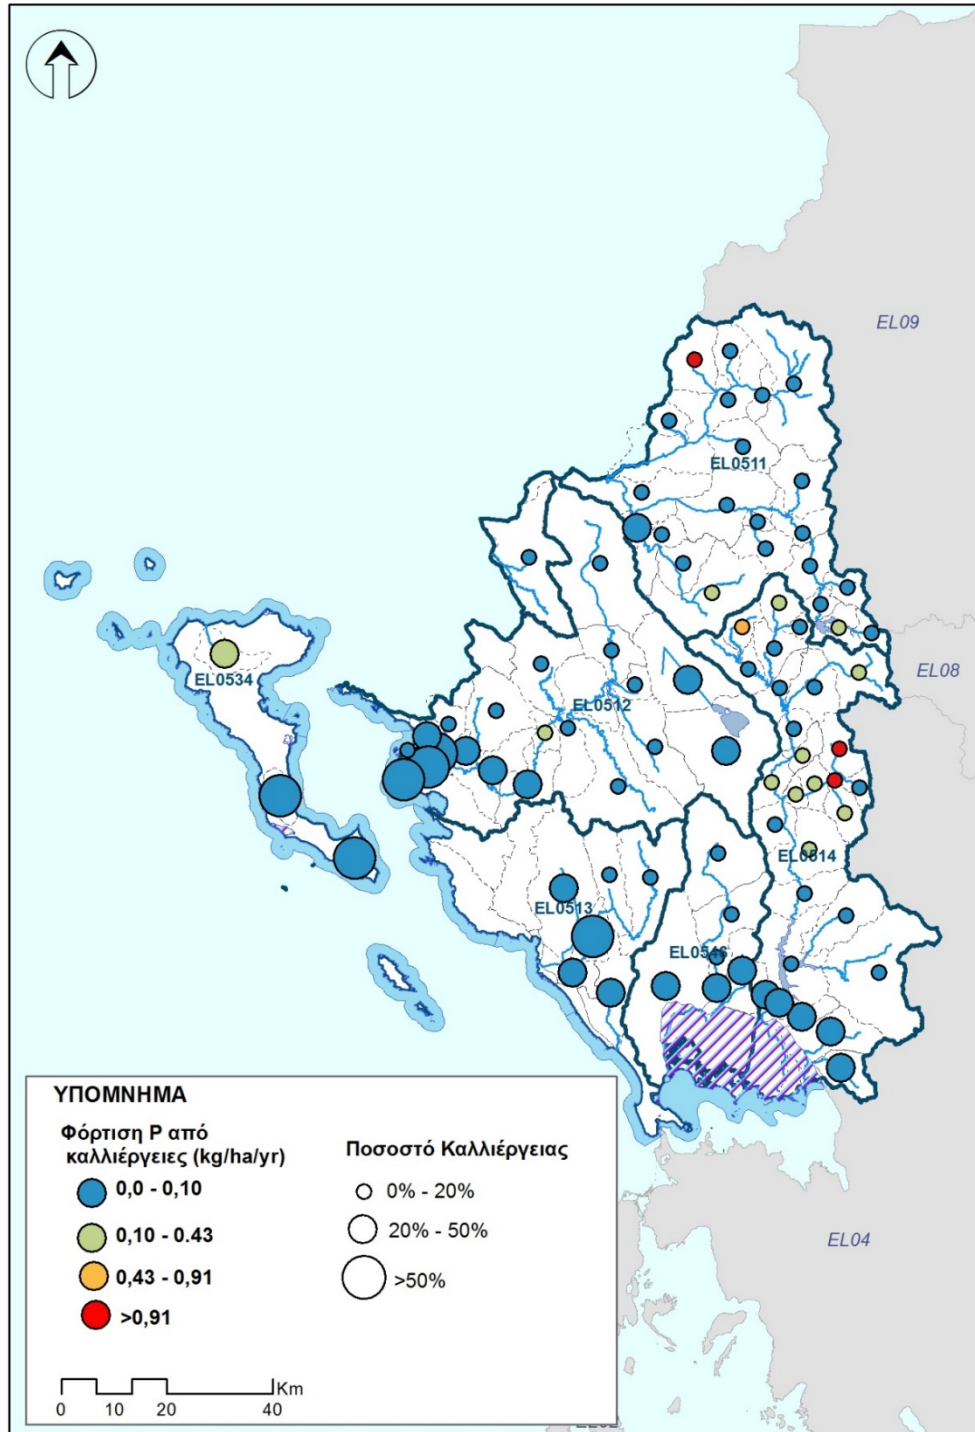 EL09
EL0511
EL08
EL0534
EL0512
EL0514
EL0513
EL0546
EL04
ΥΠΟΜΝΗΜΑ
Φόρτιση P από
καλλιέργειες (kg/ha/yr)
0,0 - 0,10
0,10 - 0.43
0,43 - 0,91
>0,91
Ποσοστό Καλλιέργειας
0% - 20%
20% - 50%
>50%
Km
0 10 20 40